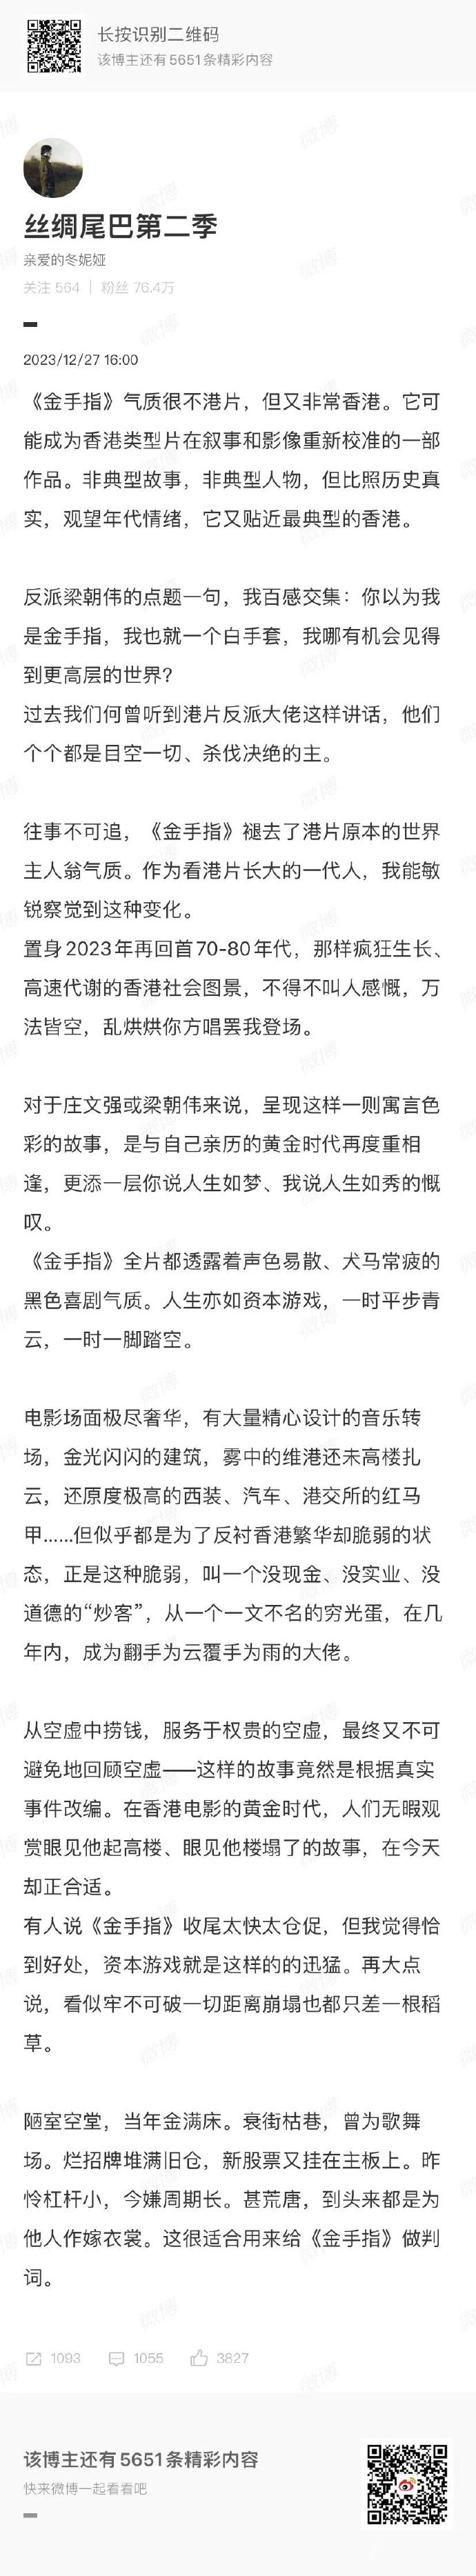 长按识别二维码
该博主还有5651条精彩内容
丝绸尾巴第二季
亲爱的冬妮娅
关注 564 | 粉丝 76.4万
2023/12/27 16:00
《金手指》气质很不港片，但又非常香港。它可
能成为香港类型片在叙事和影像重新校准的一部
作品。非典型故事，非典型人物，但比照历史真
实，观望年代情绪，它又贴近最典型的香港。
反派梁朝伟的点题一句，我百感交集：你以为我
是金手指，我也就一个白手套，我哪有机会见得
到更高层的世界？
过去我们何曾听到港片反派大佬这样讲话，他们
个个都是目空一切、杀伐决绝的主。
往事不可追，《金手指》褪去了港片原本的世界
主人翁气质。作为看港片长大的一代人，我能敏
锐察觉到这种变化。
置身2023年再回首70-80年代，那样疯狂生长、
高速代谢的香港社会图景，不得不叫人感慨，万
法皆空，乱烘烘你方唱罢我登场。
对于庄文强或梁朝伟来说，呈现这样一则寓言色
彩的故事，是与自己亲历的黄金时代再度重相
逢，更添一层你说人生如梦、我说人生如秀的慨
叹。
《金手指》全片都透露着声色易散、犬马常疲的
黑色喜剧气质。人生亦如资本游戏，一时平步青
云，一时一脚踏空。
电影场面极尽奢华，有大量精心设计的音乐转
场，金光闪闪的建筑，雾中的维港还未高楼扎
云，还原度极高的西装、汽车、港交所的红马
甲......但似乎都是为了反衬香港繁华却脆弱的状
态，正是这种脆弱，叫一个没现金、没实业、没
道德的“炒客”，从一个一文不名的穷光蛋，在几
年内，成为翻手为云覆手为雨的大佬。
从空虚中捞钱，服务于权贵的空虚，最终又不可
避免地回顾空虚——这样的故事竟然是根据真实
事件改编。在香港电影的黄金时代，人们无暇观
赏眼见他起高楼、眼见他楼塌了的故事，在今天
却正合适。
有人说《金手指》收尾太快太仓促，但我觉得恰
到好处，资本游戏就是这样的的迅猛。再大点
说，看似牢不可破一切距离崩塌也都只差一根稻
草。
陋室空堂，当年金满床。衰街枯巷，曾为歌舞
场。烂招牌堆满旧仓，新股票又挂在主板上。昨
怜杠杆小，今嫌周期长。甚荒唐，到头来都是为
他人作嫁衣裳。这很适合用来给《金手指》做判
词。
1093 1055 3827
该博主还有5651条精彩内容
快来微博一起看看吧